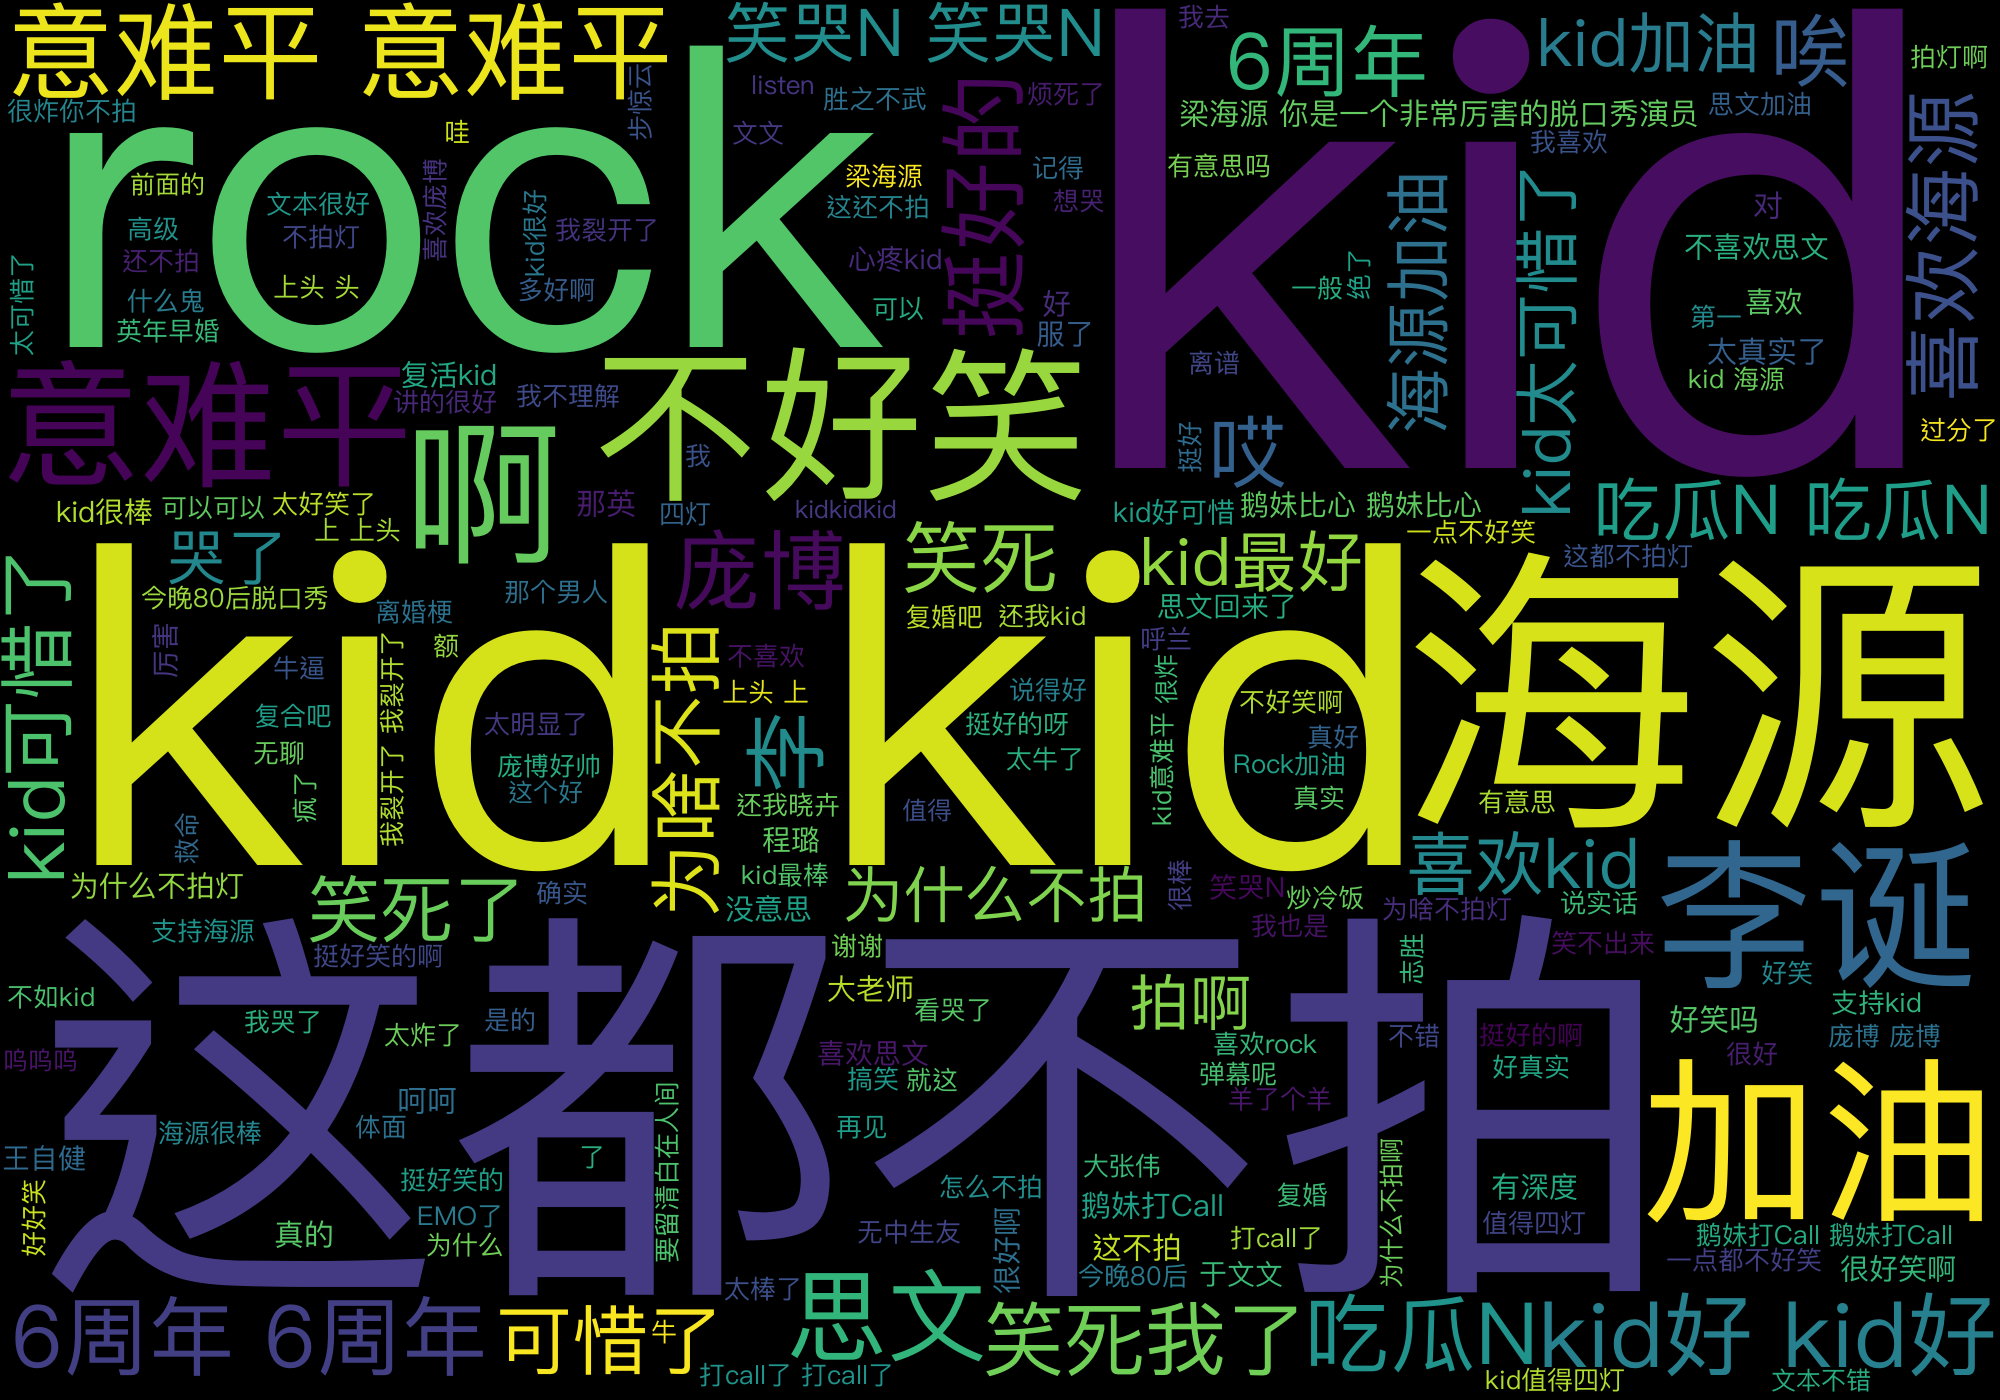 意难平 意难平
笑哭N 笑哭N
我去
6周年
kid加油
唉
拍灯啊
很炸你不拍
rock
步惊云
listen
胜之不武
挺好的
烦死了
kid
梁海源 你是一个非常厉害的脱口秀演员
思文加油
哇
文文
我喜欢
喜欢海源
前面的
喜欢庞博
梁海源
记得
有意思吗
文本很好
kid很好
这还不拍
想哭
海源加油
kid太可惜了
对
高级
不拍灯
我裂开了
还不拍
心疼kid
不喜欢思文
太可惜了
上头 头
多好啊
一般
绝了
什么鬼
可以
好
喜欢
第一
英年早婚
服了
太真实了
意难平
复活kid
我不理解
不好笑
离谱
kid 海源
讲的很好
啊
我
挺好
哎
过分了
kid很棒
可以可以
太好笑了
那英
四灯
kidkidkid
kid好可惜
鹅妹比心 鹅妹比心
吃瓜N 吃瓜N
上 上头
一点不好笑
哭了
庞博
笑死
kid最好
这都不拍灯
kid可惜了
今晚80后脱口秀
离婚梗
那个男人
复婚吧
还我kid
思文回来了
kid
kid
海源
厉害
牛逼
我裂开了 我裂开了
额
为啥不拍
不喜欢
呼兰
上头 上
说得好
kid意难平
很炸
不好笑啊
复合吧
太明显了
李
挺好的呀
真好
无聊
庞博好帅
太牛了
Rock加油
疯了
这个好
还我晓卉
值得
真实
有意思
救命
程璐
kid最棒
为什么不拍灯
笑死了
确实
没意思
为什么不拍
很棒
笑哭N
炒冷饭
喜欢kid
李诞
为啥不拍灯
说实话
支持海源
这都不拍
挺好笑的啊
谢谢
我也是
志胜
笑不出来
好笑
不如kid
大老师
拍啊
支持kid
我哭了
太炸了
是的
看哭了
不错
挺好的啊
好笑吗
庞博 庞博
呜呜呜
喜欢思文
喜欢rock
很好
搞笑
就这
弹幕呢
好真实
加油
呵呵
要留清白在人间
羊了个羊
海源很棒
体面
再见
王自健
了
大张伟
为什么不拍啊
挺好笑的
怎么不拍
鹅妹打Call
复婚
有深度
好好笑
EMO了
无中生友
很好啊
值得四灯
真的
为什么
这不拍
打call了
鹅妹打Call 鹅妹打Call
一点都不好笑
太棒了
今晚80后
于文文
很好笑啊
6周年 6周年
可惜了
牛
思文
笑死我了
吃瓜N
kid好 kid好
打call了 打call了
kid值得四灯
文本不错